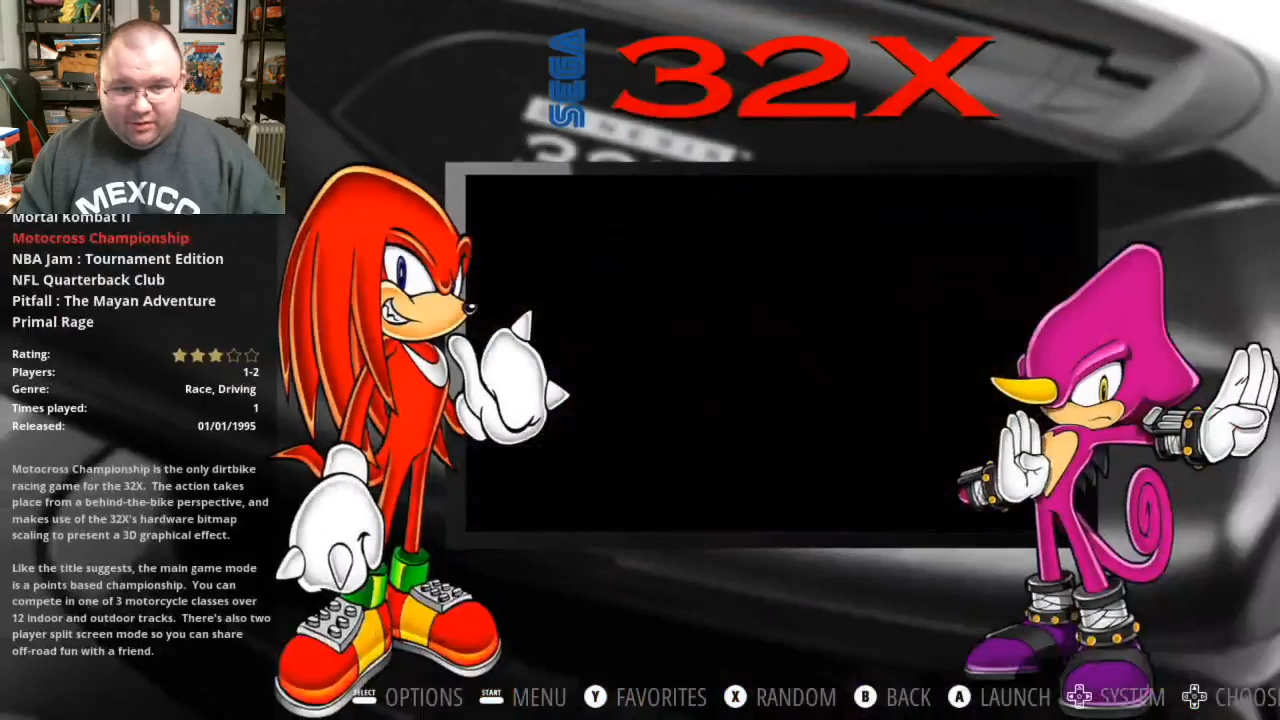 SEGA 32X
MEXICO
Mortal Kombat II
Motocross Championship
NBA Jam : Tournament Edition
NFL Quarterback Club
Pitfall : The Mayan Adventure
Primal Rage
Rating:
Players: 1-2
Genre: Race, Driving
Times played: 1
Released: 01/01/1995
Motocross Championship is the only dirtbike
racing game for the 32X. The action takes
place from a behind-the-bike perspective, and
makes use of the 32X's hardware bitmap
scaling to present a 3D graphical effect.
Like the title suggests, the main game mode
is a points based championship. You can
compete in one of 3 motorcycle classes over
12 indoor and outdoor tracks. There's also two
player split screen mode so you can share
off-road fun with a friend.
SELECT OPTIONS START MENU Y FAVORITES X RANDOM B BACK A LAUNCH SYSTEM CHOOS